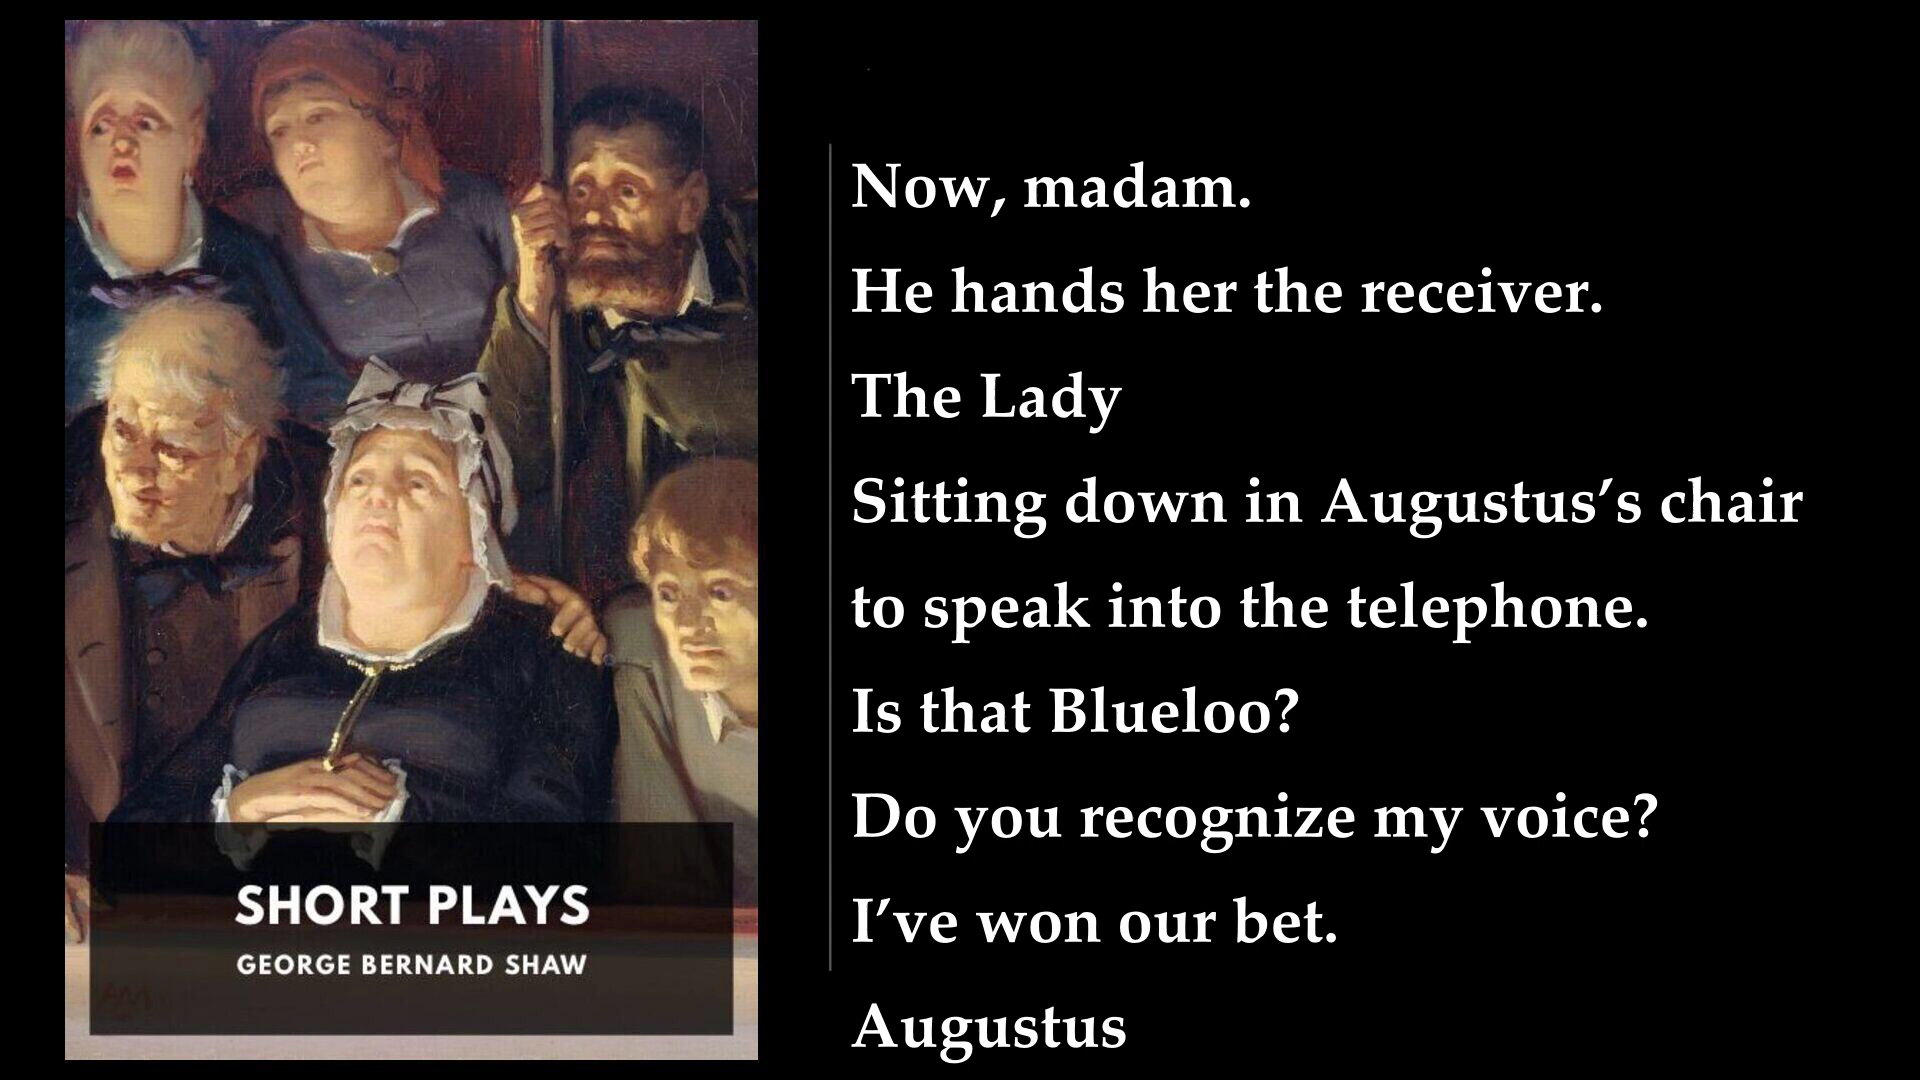 SHORT PLAYS
GEORGE BERNARD SHAW
Now, madam.
He hands her the receiver.
The Lady
Sitting down in Augustus’s chair
to speak into the telephone.
Is that Blueloo?
Do you recognize my voice?
I’ve won our bet.
Augustus